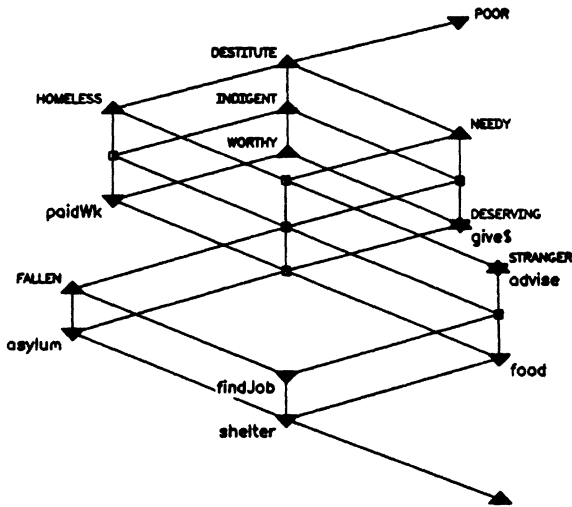 POOR
DESTITUTE
HOMELESS
INDIGENT
NEEDY
WORTHY
paidWk
DESERVING
give$
STRANGER
advise
FALLEN
asylum
food
findJob
shelter